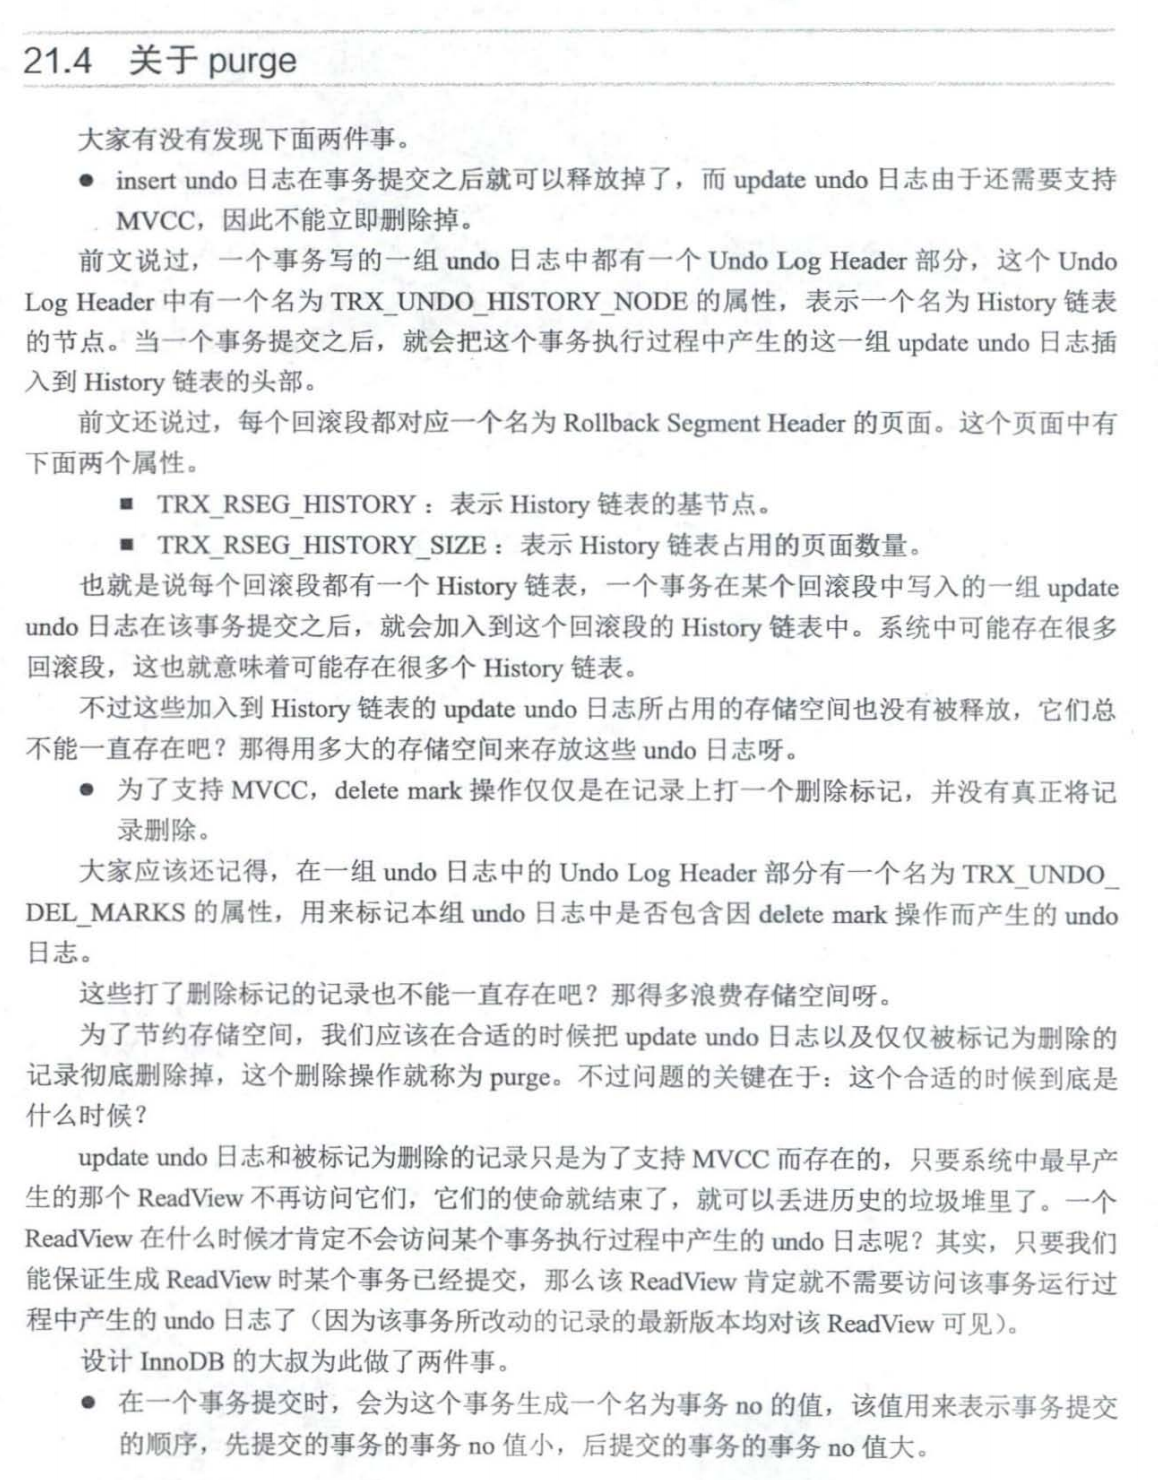 21.4 关于 purge
大家有没有发现下面两件事。
● insert undo 日志在事务提交之后就可以释放掉了，而 update undo 日志由于还需要支持
MVCC，因此不能立即删除掉。
前文说过，一个事务写的一组 undo 日志中都有一个 Undo Log Header 部分，这个 Undo
Log Header 中有一个名为 TRX_UNDO_HISTORY_NODE 的属性，表示一个名为 History 链表
的节点。当一个事务提交之后，就会把这个事务执行过程中产生的这一组 update undo 日志插
入到 History 链表的头部。
前文还说过，每个回滚段都对应一个名为 Rollback Segment Header 的页面。这个页面中有
下面两个属性。
■ TRX_RSEG_HISTORY：表示 History 链表的基节点。
■ TRX_RSEG_HISTORY_SIZE：表示 History 链表占用的页面数量。
也就是说每个回滚段都有一个 History 链表，一个事务在某个回滚段中写入的一组 update
undo 日志在该事务提交之后，就会加入到这个回滚段的 History 链表中。系统中可能存在很多
回滚段，这也就意味着可能存在很多个 History 链表。
不过这些加入到 History 链表的 update undo 日志所占用的存储空间也没有被释放，它们总
不能一直存在吧？那得用多大的存储空间来存放这些 undo 日志呀。
● 为了支持 MVCC，delete mark 操作仅仅是在记录上打一个删除标记，并没有真正将记
录删除。
大家应该还记得，在一组 undo 日志中的 Undo Log Header 部分有一个名为 TRX_UNDO_
DEL_MARKS 的属性，用来标记本组 undo 日志中是否包含因 delete mark 操作而产生的 undo
日志。
这些打了删除标记的记录也不能一直存在吧？那得多浪费存储空间呀。
为了节约存储空间，我们应该在合适的时候把 update undo 日志以及仅仅被标记为删除的
记录彻底删除掉，这个删除操作就称为 purge。不过问题的关键在于：这个合适的时候到底是
什么时候？
update undo 日志和被标记为删除的记录只是为了支持 MVCC 而存在的，只要系统中最早产
生的那个 ReadView 不再访问它们，它们的使命就结束了，就可以丢进历史的垃圾堆里了。一个
ReadView 在什么时候才肯定不会访问某个事务执行过程中产生的 undo 日志呢？其实，只要我们
能保证生成 ReadView 时某个事务已经提交，那么该 ReadView 肯定就不需要访问该事务运行过
程中产生的 undo 日志了（因为该事务所改动的记录的最新版本均对该 ReadView 可见）。
设计 InnoDB 的大叔为此做了两件事。
● 在一个事务提交时，会为这个事务生成一个名为事务 no 的值，该值用来表示事务提交
的顺序，先提交的事务的事务 no 值小，后提交的事务的事务 no 值大。